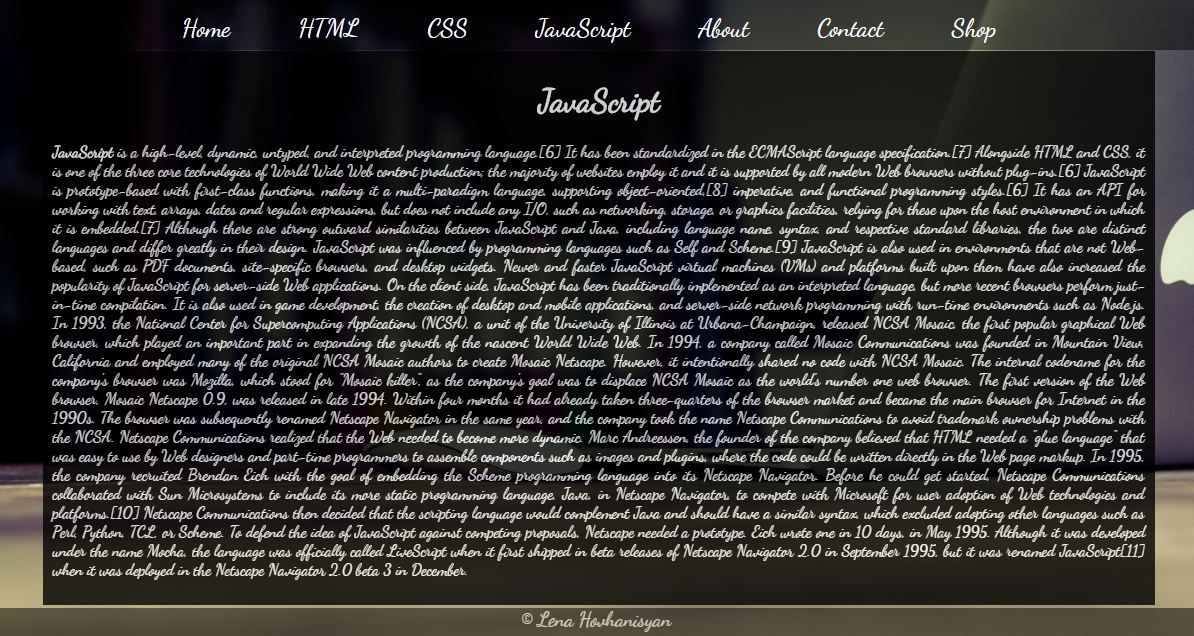 Home HTML CSS JavaScript About Contact Shop
JavaScript
JavaScript is a high-level, dynamic, untyped, and interpreted programming language.[6] It has been standardized in the ECMAScript language specification.[7] Alongside HTML and CSS, it
is one of the three core technologies of World Wide Web content production; the majority of websites employ it and it is supported by all modern Web browsers without plug-ins.[6] JavaScript
is prototype-based with first-class functions, making it a multi-paradigm language, supporting object-oriented,[8] imperative, and functional programming styles.[6] It has an API for
working with text, arrays, dates and regular expressions, but does not include any I/O, such as networking, storage, or graphics facilities, relying for these upon the host environment in which
it is embedded.[7] Although there are strong outward similarities between JavaScript and Java, including language name, syntax, and respective standard libraries, the two are distinct
languages and differ greatly in their design. JavaScript was influenced by programming languages such as Self and Scheme.[9] JavaScript is also used in environments that are not Web-
based, such as PDF documents, site-specific browsers, and desktop widgets. Newer and faster JavaScript virtual machines (VMs) and platforms built upon them have also increased the
popularity of JavaScript for server-side Web applications. On the client side, JavaScript has been traditionally implemented as an interpreted language, but more recent browsers perform just-
in-time compilation. It is also used in game development, the creation of desktop and mobile applications, and server-side network programming with run-time environments such as Node.js.
In 1993, the National Center for Supercomputing Applications (NCSA), a unit of the University of Illinois at Urbana-Champaign, released NCSA Mosaic, the first popular graphical Web
browser, which played an important part in expanding the growth of the nascent World Wide Web. In 1994, a company called Mosaic Communications was founded in Mountain View,
California and employed many of the original NCSA Mosaic authors to create Mosaic Netscape. However, it intentionally shared no code with NCSA Mosaic. The internal codename for the
company's browser was Mozilla, which stood for "Mosaic killer", as the company's goal was to displace NCSA Mosaic as the world's number one web browser. The first version of the Web
browser, Mosaic Netscape 0.9, was released in late 1994. Within four months it had already taken three-quarters of the browser market and became the main browser for Internet in the
1990s. The browser was subsequently renamed Netscape Navigator in the same year, and the company took the name Netscape Communications to avoid trademark ownership problems with
the NCSA. Netscape Communications realized that the Web needed to become more dynamic. Marc Andreessen, the founder of the company believed that HTML needed a "glue language" that
was easy to use by Web designers and part-time programmers to assemble components such as images and plugins, where the code could be written directly in the Web page markup. In 1995,
the company recruited Brendan Eich with the goal of embedding the Scheme programming language into its Netscape Navigator. Before he could get started, Netscape Communications
collaborated with Sun Microsystems to include its more static programming language, Java, in Netscape Navigator, to compete with Microsoft for user adoption of Web technologies and
platforms.[10] Netscape Communications then decided that the scripting language would complement Java and should have a similar syntax, which excluded adopting other languages such as
Perl, Python, TCL, or Scheme. To defend the idea of JavaScript against competing proposals, Netscape needed a prototype. Eich wrote one in 10 days, in May 1995. Although it was developed
under the name Mocha, the language was officially called LiveScript when it first shipped in beta releases of Netscape Navigator 2.0 in September 1995, but it was renamed JavaScript[11]
when it was deployed in the Netscape Navigator 2.0 beta 3 in December.
© Lena Hovhanisyan